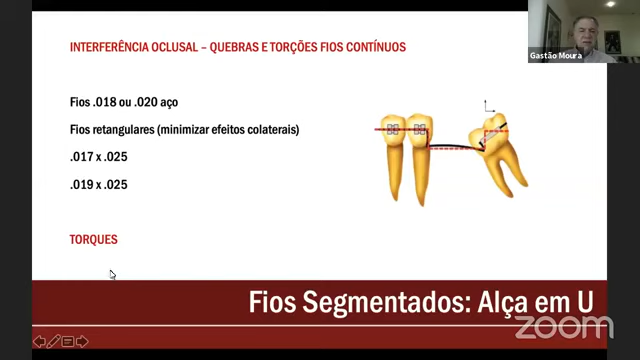 INTERFERÊNCIA OCLUSAL – QUEBRAS E TORÇÕES FIOS CONTÍNUOS
Gastão Moura
Fios .018 ou .020 aço
Fios retangulares (minimizar efeitos colaterais)
.017 x .025
.019 x .025
TORQUES
Fios Segmentados: Alça em U
zoom